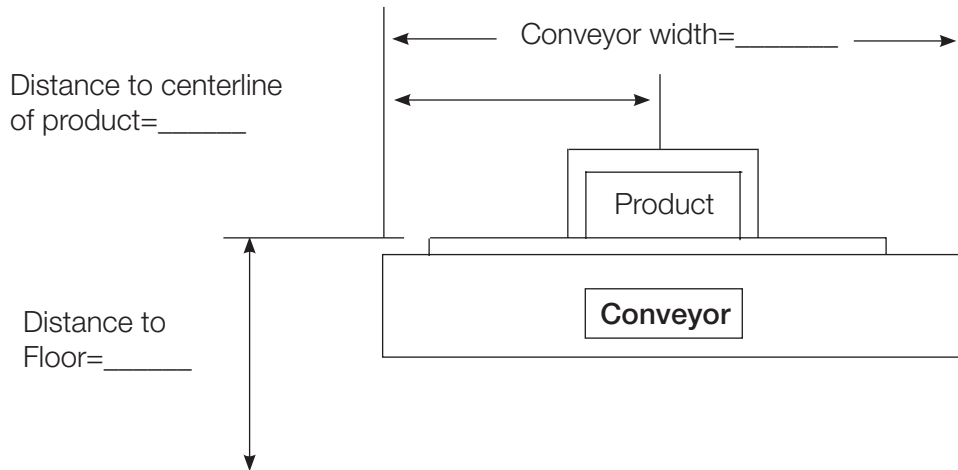 Conveyor width=_______
Distance to centerline
of product=______
Product
Conveyor
Distance to
Floor=______